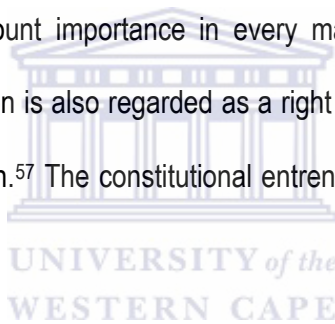 ount importance in every ma
n is also regarded as a right
n.⁵⁷ The constitutional entren
UNIVERSITY of the
WESTERN CAPE